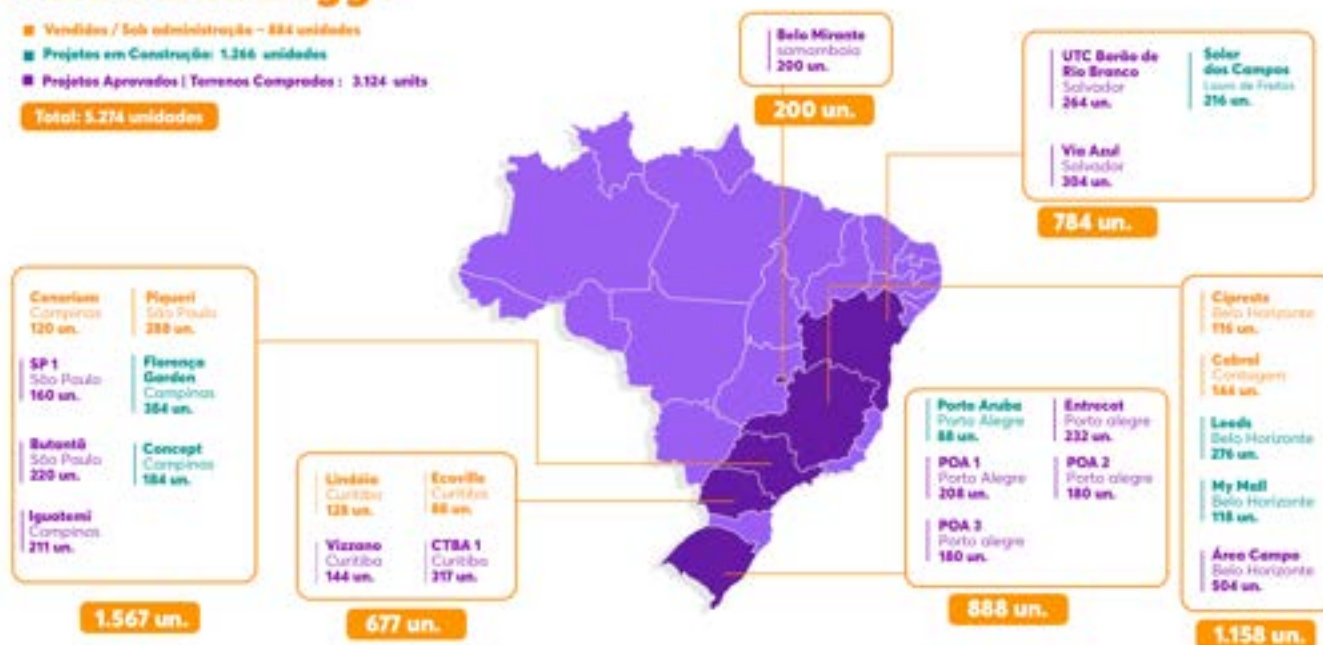 Vendidos / Sob administração – 884 unidades
Projetos em Construção: 1.266 unidades
Projetos Aprovados | Terrenos Comprados : 3.124 units
Total: 5.274 unidades
Belo Mirante
samambaia
200 un.
200 un.
UTC Barão de
Rio Branco
Salvador
264 un.
Solar
dos Campos
Lauro de Freitas
216 un.
Via Azul
Salvador
304 un.
784 un.
Campinas
120 un.
Piqueri
São Paulo
288 un.
SP 1
São Paulo
160 un.
Florença
Garden
Campinas
384 un.
Butantã
São Paulo
220 un.
Concept
Campinas
184 un.
Iguatemi
Campinas
211 un.
1.567 un.
Lindóia
Curitiba
128 un.
Ecoville
Curitiba
88 un.
Vizzano
Curitiba
144 un.
CTBA 1
Curitiba
317 un.
677 un.
Porto Aruba
Porto Alegre
88 un.
Entrecot
Porto alegre
232 un.
POA 1
Porto Alegre
208 un.
POA 2
Porto alegre
180 un.
POA 3
Porto alegre
180 un.
888 un.
Cipreste
Belo Horizonte
116 un.
Cabral
Contagem
144 un.
Leeds
Belo Horizonte
276 un.
My Mall
Belo Horizonte
118 un.
Área Campo
Belo Horizonte
504 un.
1.158 un.